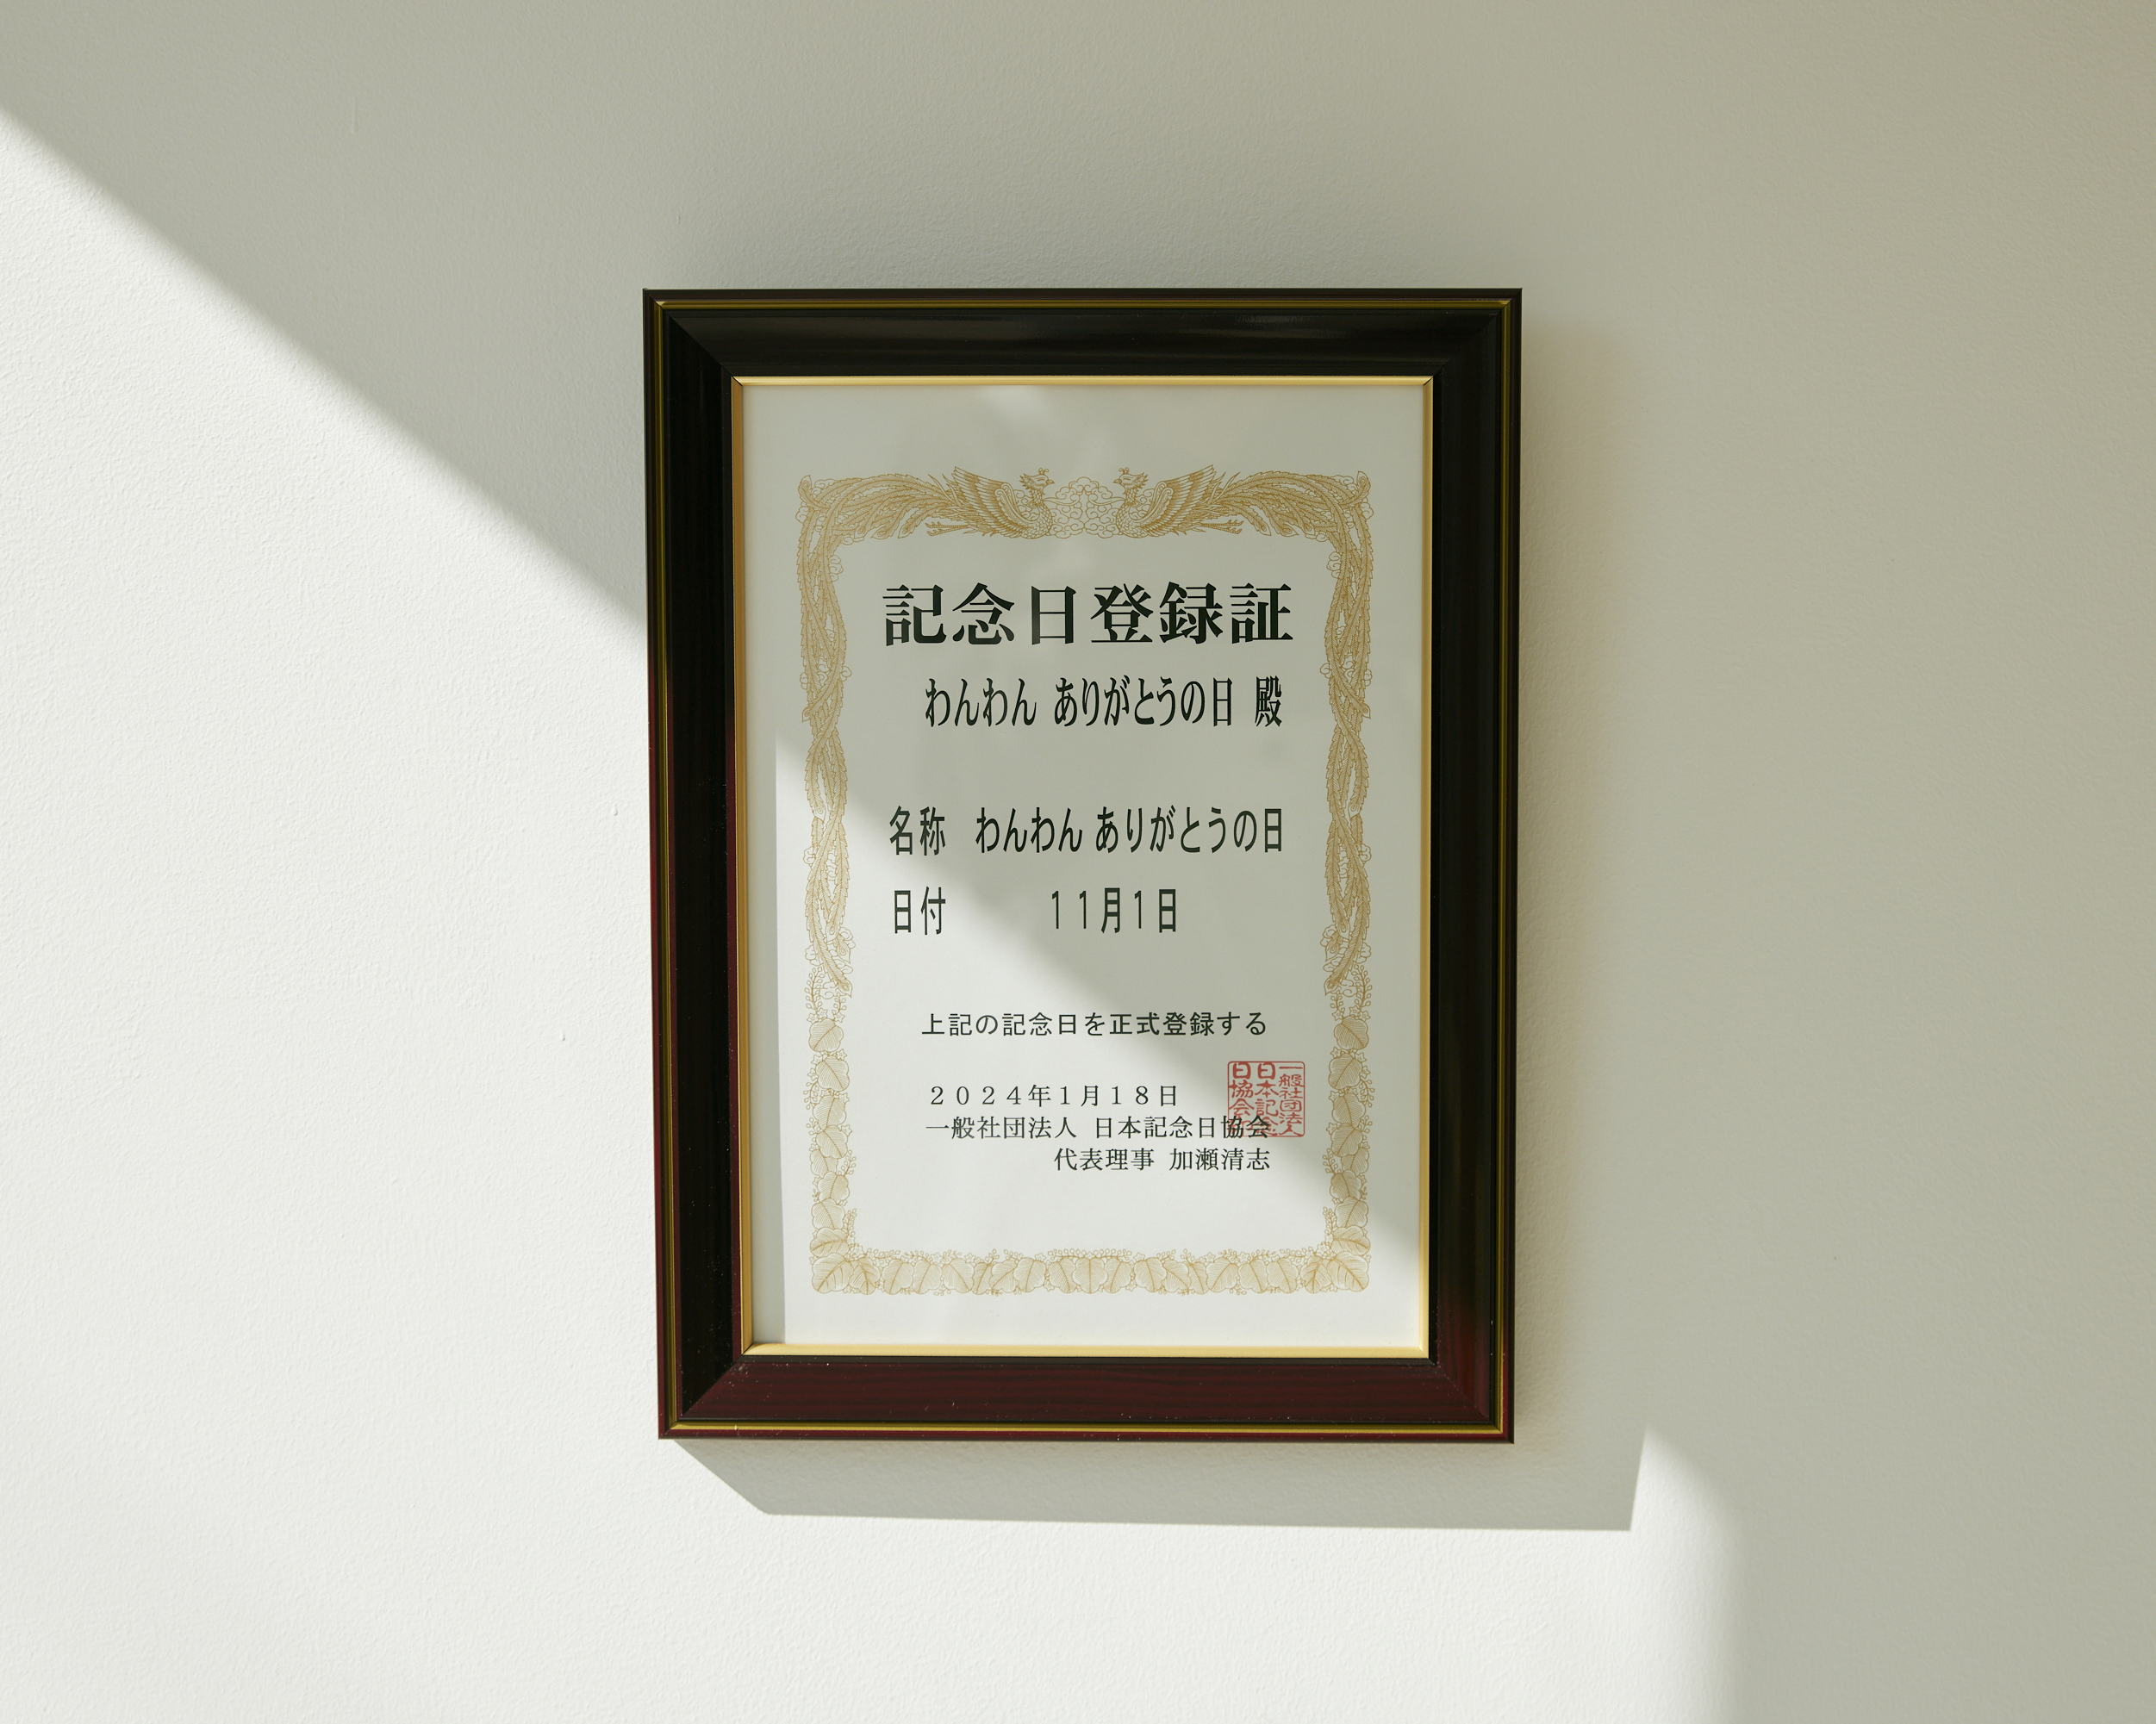 記念日登録証
わんわん ありがとうの日 殿
名称 わんわん ありがとうの日
日付 11月1日
上記の記念日を正式登録する
2024年1月18日
一般社団法人 日本記念日協会
代表理事 加瀬清志
一般社団法人
日本記念
日協会